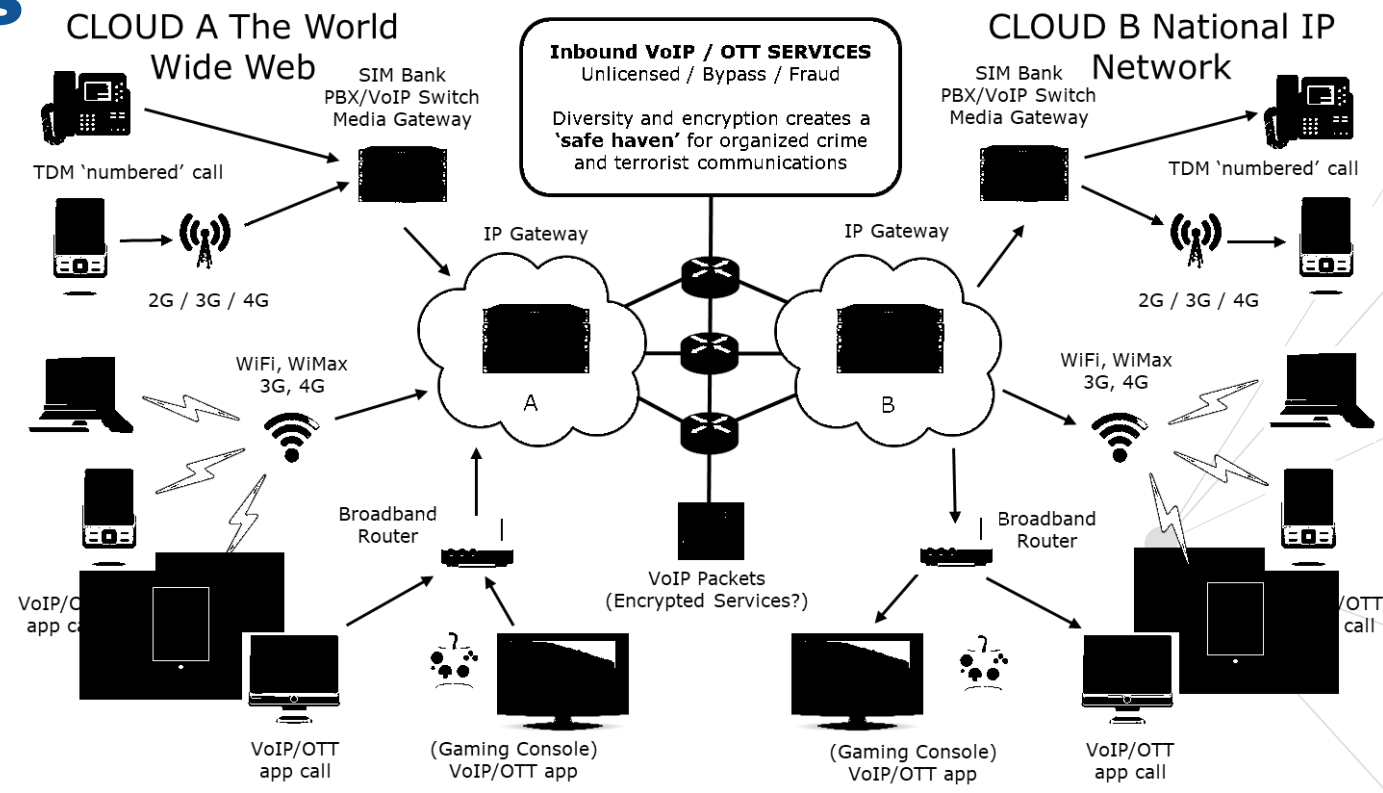 s
CLOUD A The World
Wide Web
SIM Bank
PBX/VoIP Switch
Media Gateway
TDM ‘numbered’ call
2G / 3G / 4G
IP Gateway
WiFi, WiMax
3G, 4G
A
Broadband
Router
VoIP/O
app ca
VoIP/OTT
app call
(Gaming Console)
VoIP/OTT app
Inbound VoIP / OTT SERVICES
Unlicensed / Bypass / Fraud
Diversity and encryption creates a
‘safe haven’ for organized crime
and terrorist communications
VoIP Packets
(Encrypted Services?)
CLOUD B National IP
Network
SIM Bank
PBX/VoIP Switch
Media Gateway
TDM ‘numbered’ call
2G / 3G / 4G
IP Gateway
WiFi, WiMax
3G, 4G
B
Broadband
Router
/OTT
call
(Gaming Console)
VoIP/OTT app
VoIP/OTT
app call